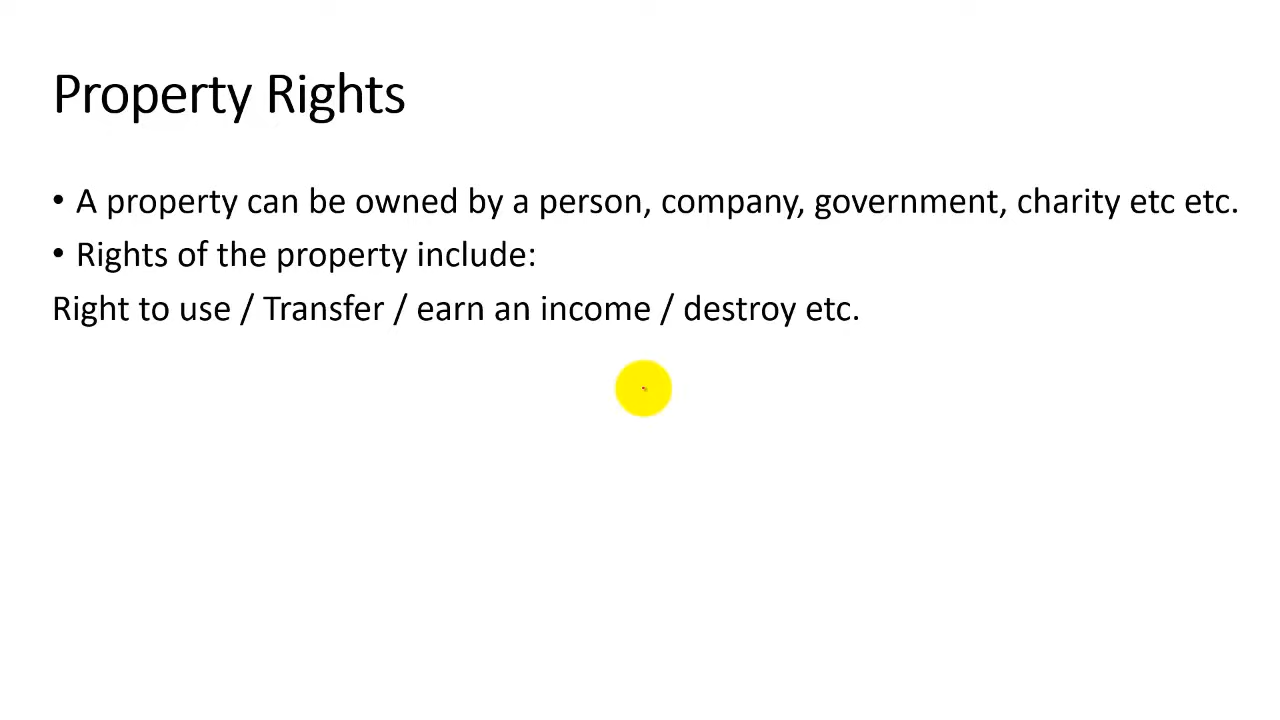 Property Rights
• A property can be owned by a person, company, government, charity etc etc.
• Rights of the property include:
Right to use / Transfer / earn an income / destroy etc.